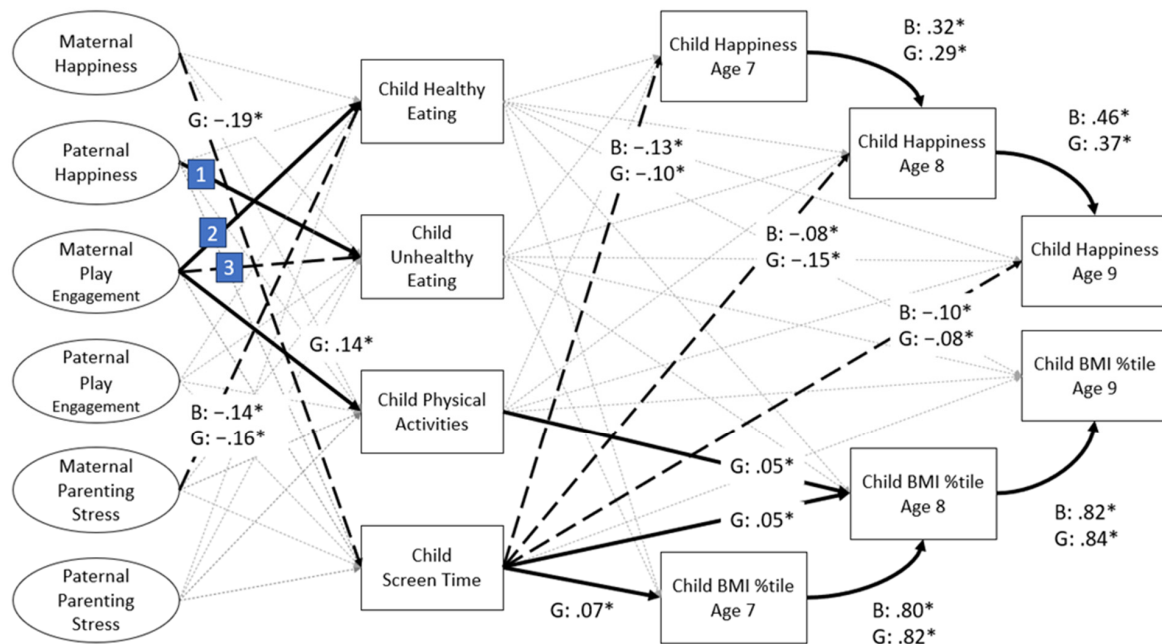 Maternal
Happiness
Paternal
Happiness
Maternal
Play
Engagement
Paternal
Play
Engagement
Maternal
Parenting
Stress
Paternal
Parenting
Stress
G: −.19*
1
2
3
G: .14*
B: −.14*
G: −.16*
Child Healthy
Eating
Child
Unhealthy
Eating
Child Physical
Activities
Child
Screen Time
B: −.13*
G: −.10*
B: −.08*
G: −.15*
B: −.10*
G: −.08*
G: .05*
G: .05*
G: .07*
Child Happiness
Age 7
B: .32*
G: .29*
Child Happiness
Age 8
B: .46*
G: .37*
Child Happiness
Age 9
Child BMI %tile
Age 9
Child BMI %tile
Age 8
B: .82*
G: .84*
Child BMI %tile
Age 7
B: .80*
G: .82*